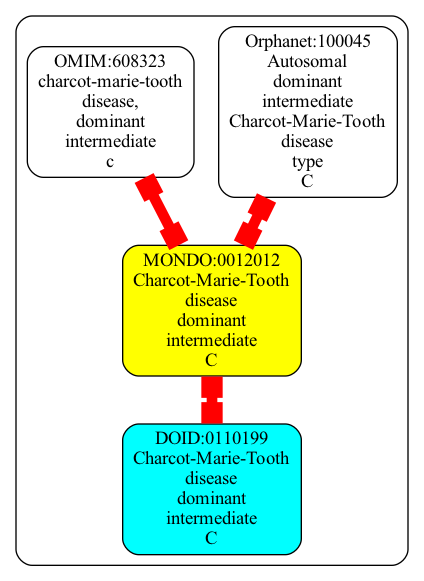 OMIM:608323
charcot-marie-tooth
disease,
dominant
intermediate
c
Orphanet:100045
Autosomal
dominant
intermediate
Charcot-Marie-Tooth
disease
type
C
MONDO:0012012
Charcot-Marie-Tooth
disease
dominant
intermediate
C
DOID:0110199
Charcot-Marie-Tooth
disease
dominant
intermediate
C